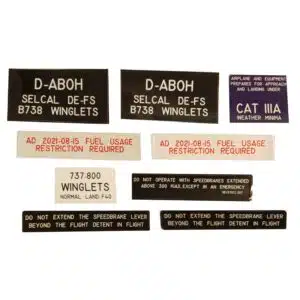 D-ABOH
SELCAL DE-FS
B738 WINGLETS
D-ABOH
SELCAL DE-FS
B738 WINGLETS
AIRPLANE AND EQUIPMENT
PREPARED FOR APPROACH
AND LANDING UNDER
CAT IIIA
WEATHER MINIMA
AD 2021-08-15 FUEL USAGE
RESTRICTION REQUIRED
AD 2021-08-15 FUEL USAGE
RESTRICTION REQUIRED
737-800
WINGLETS
NORMAL LAND F40
DO NOT OPERATE WITH SPEEDBRAKES EXTENDED
ABOVE 300 KIAS, EXCEPT IN AN EMERGENCY
DO NOT EXTEND THE SPEEDBRAKE LEVER
BEYOND THE FLIGHT DETENT IN FLIGHT
DO NOT EXTEND THE SPEEDBRAKE LEVER
BEYOND THE FLIGHT DETENT IN FLIGHT